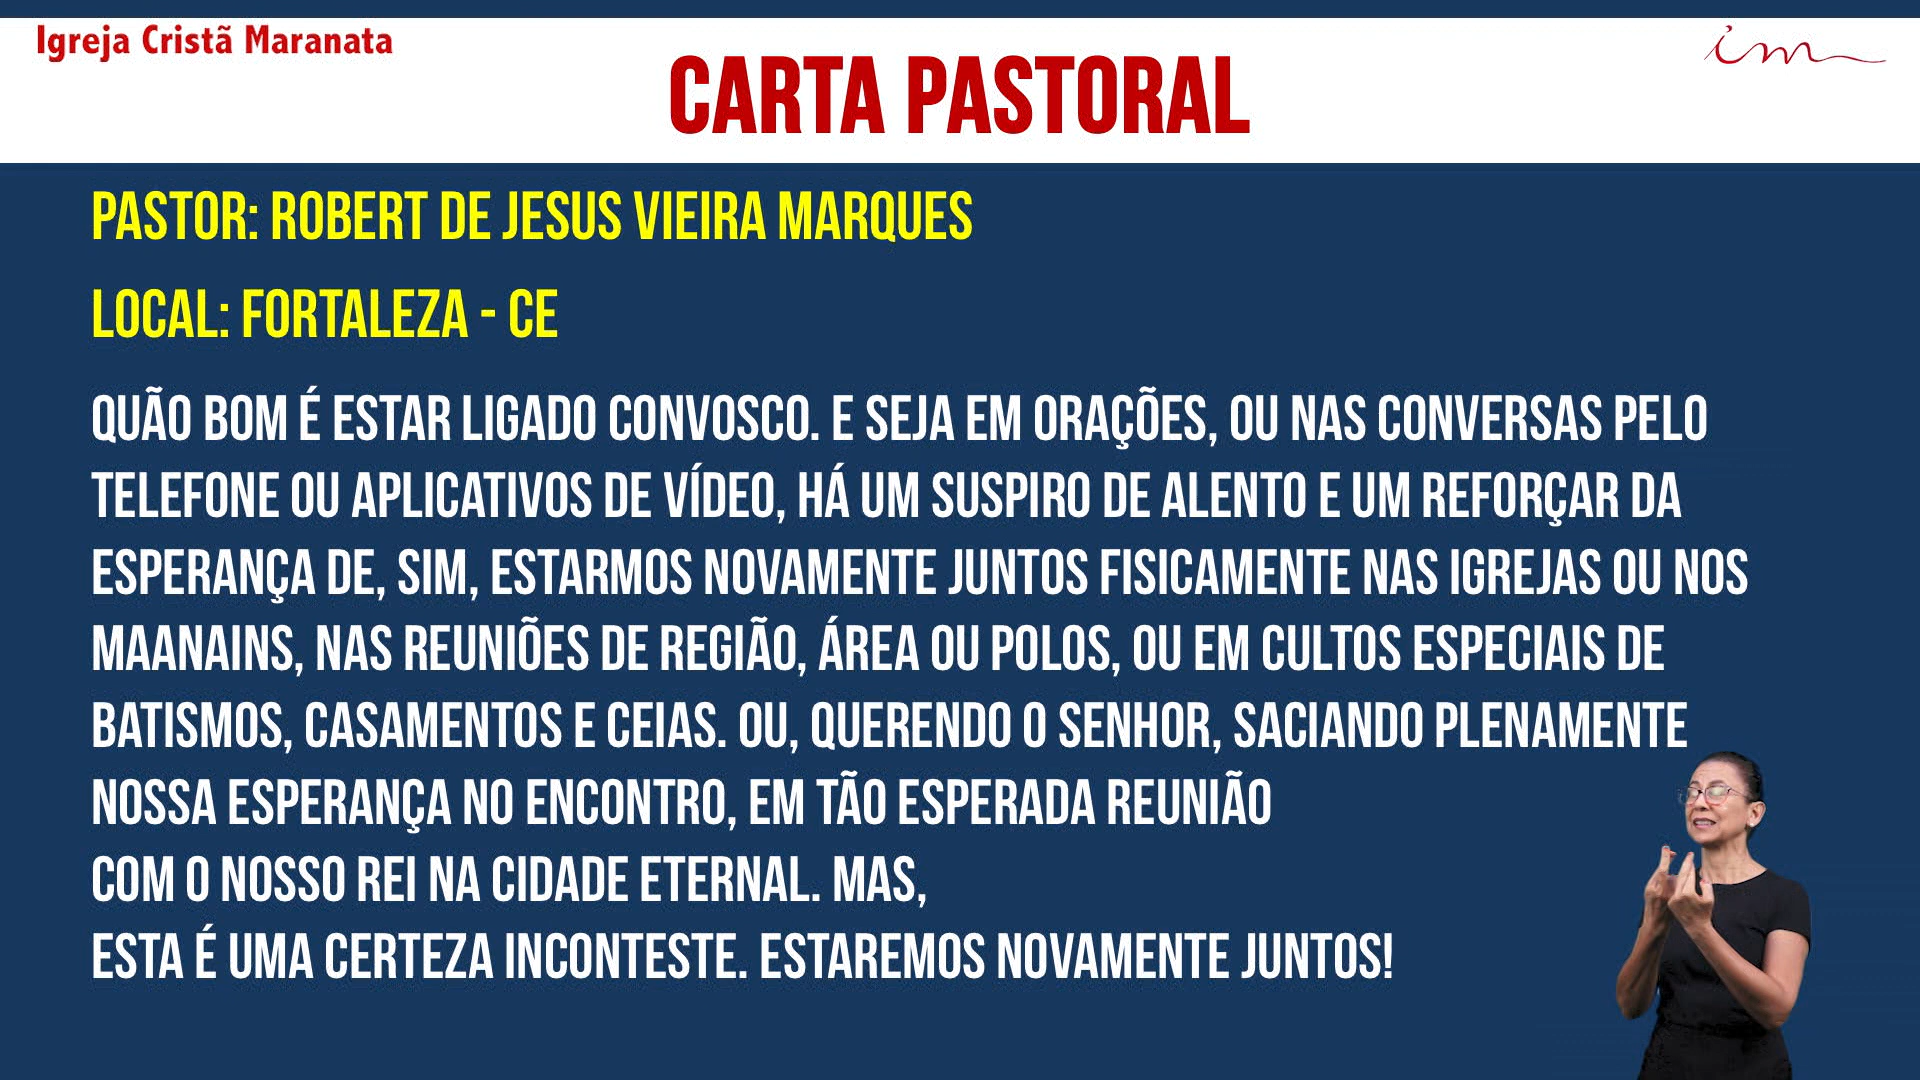 Igreja Cristã Maranata
im
CARTA PASTORAL
PASTOR: ROBERT DE JESUS VIEIRA MARQUES
LOCAL: FORTALEZA - CE
QUÃO BOM É ESTAR LIGADO CONVOSCO. E SEJA EM ORAÇÕES, OU NAS CONVERSAS PELO
TELEFONE OU APLICATIVOS DE VÍDEO, HÁ UM SUSPIRO DE ALENTO E UM REFORÇAR DA
ESPERANÇA DE, SIM, ESTARMOS NOVAMENTE JUNTOS FISICAMENTE NAS IGREJAS OU NOS
MAANAINS, NAS REUNIÕES DE REGIÃO, ÁREA OU POLOS, OU EM CULTOS ESPECIAIS DE
BATISMOS, CASAMENTOS E CEIAS. OU, QUERENDO O SENHOR, SACIANDO PLENAMENTE
NOSSA ESPERANÇA NO ENCONTRO, EM TÃO ESPERADA REUNIÃO
COM O NOSSO REI NA CIDADE ETERNAL. MAS,
ESTA É UMA CERTEZA INCONTESTE. ESTAREMOS NOVAMENTE JUNTOS!